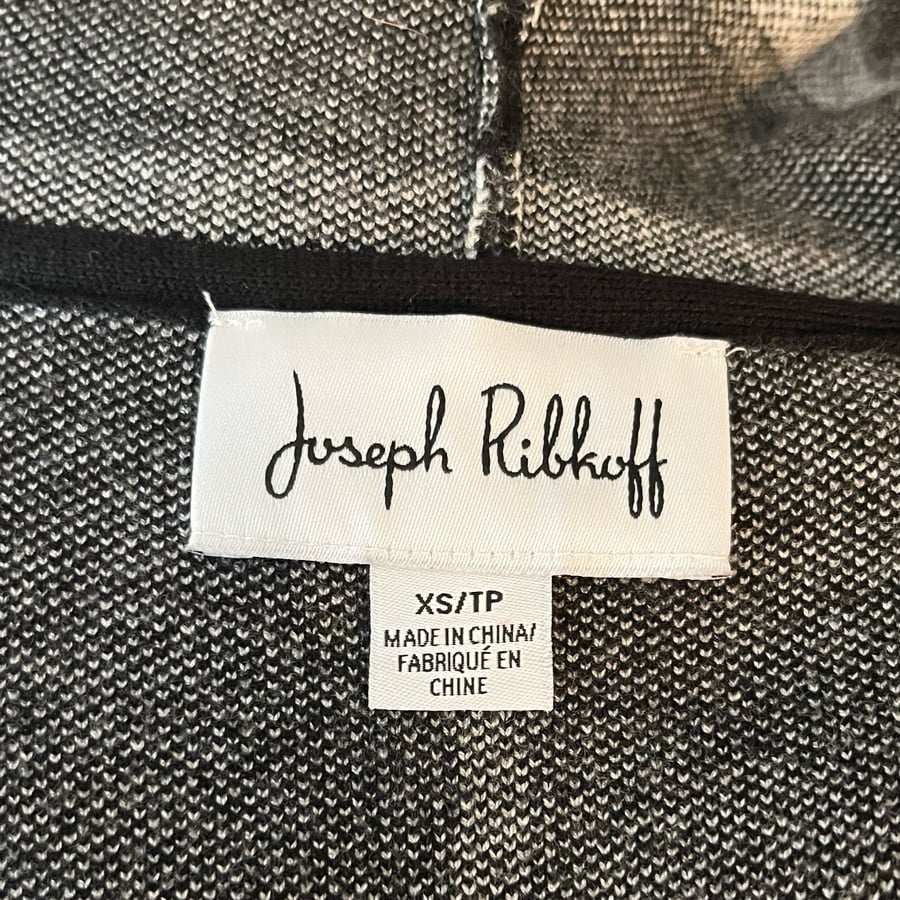 Joseph Ribkoff
XS/TP
MADE IN CHINA/
FABRIQUÉ EN
CHINE